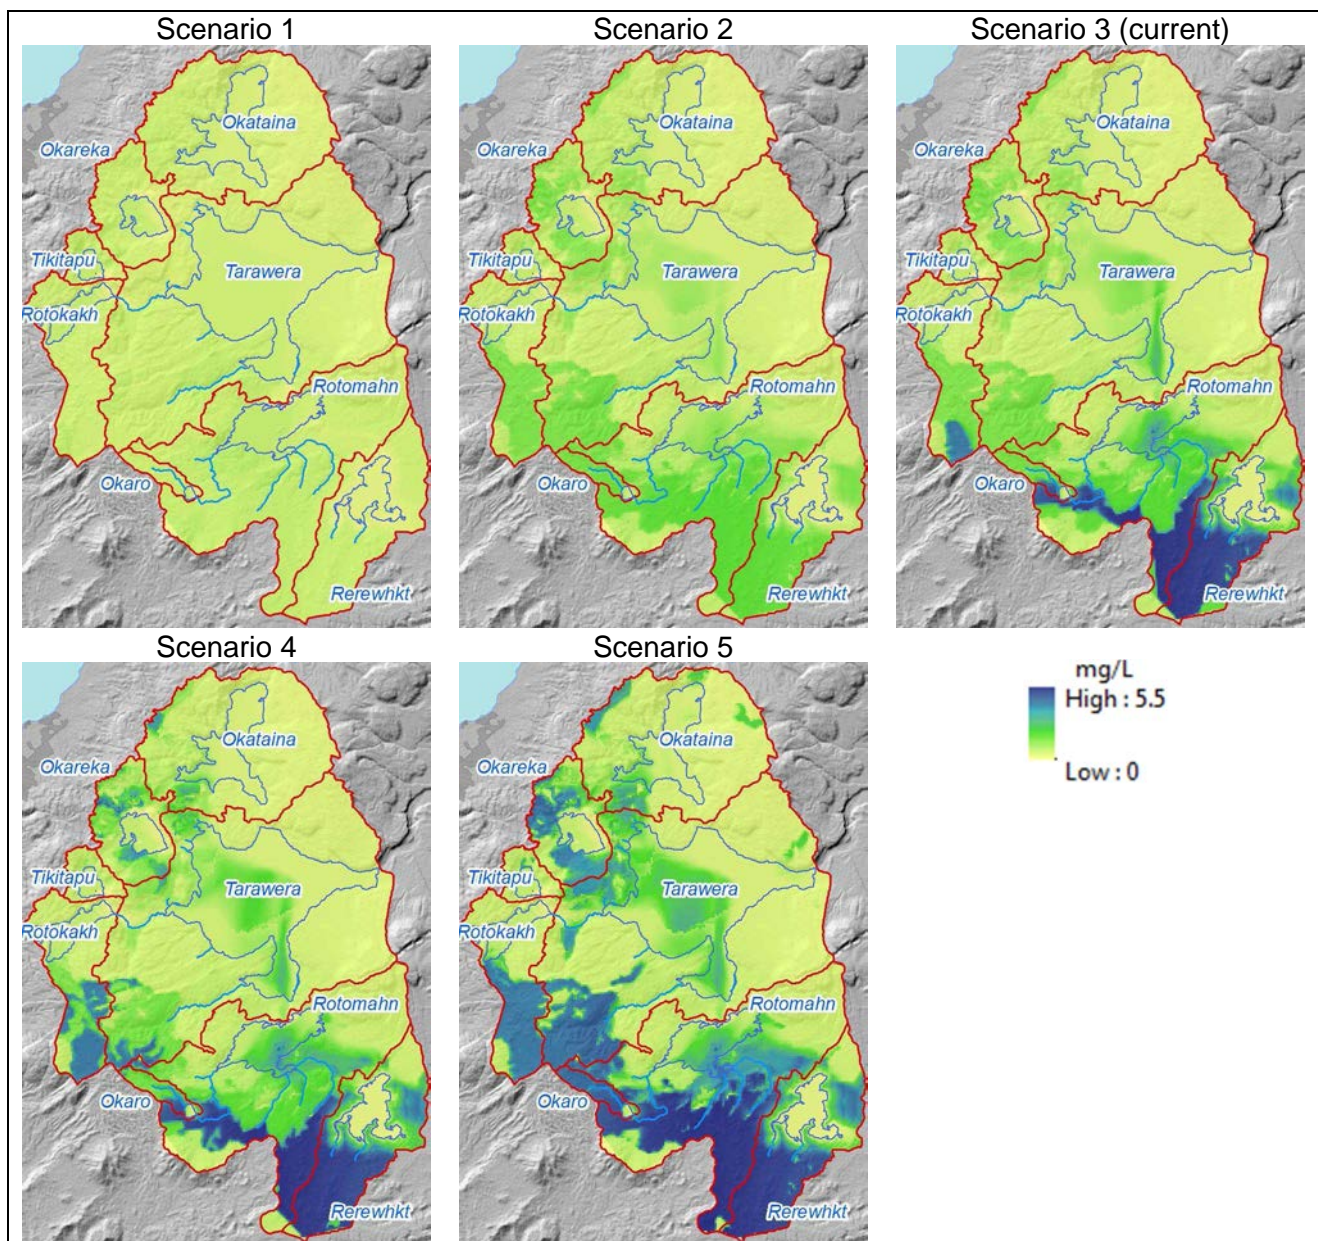 Scenario 1
Scenario 2
Scenario 3 (current)
Okataina
Okareka
Tikitapu
Tarawera
Rotokakh
Rotomahn
Okaro
Rerewhkt
Okataina
Okareka
Tikitapu
Tarawera
Rotokakh
Rotomahn
Okaro
Rerewhkt
Okataina
Okareka
Tikitapu
Tarawera
Rotokakh
Rotomahn
Okaro
Rerewhkt
Scenario 4
Scenario 5
Okataina
Okareka
Tikitapu
Tarawera
Rotokakh
Rotomahn
Okaro
Rerewhkt
Okataina
Okareka
Tikitapu
Tarawera
Rotokakh
Rotomahn
Okaro
Rerewhkt
mg/L
High : 5.5
Low : 0